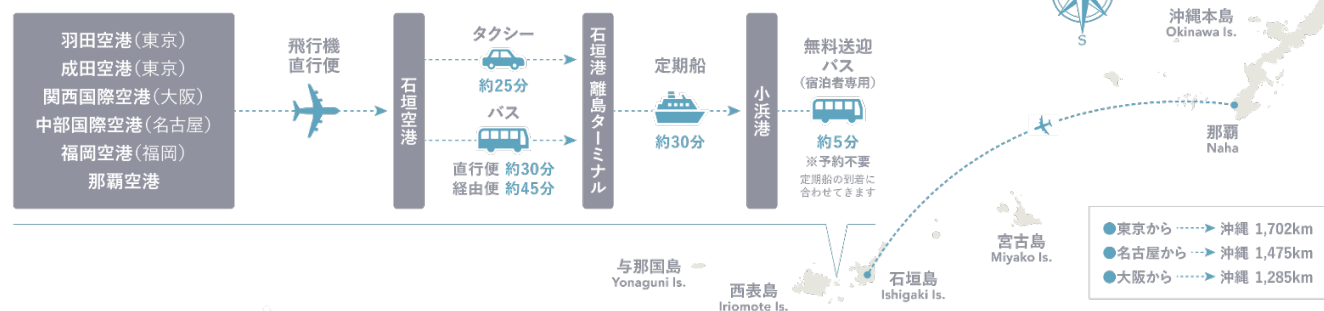 羽田空港（東京）
成田空港（東京）
関西国際空港（大阪）
中部国際空港（名古屋）
福岡空港（福岡）
那覇空港
飛行機
直行便
石垣空港
タクシー
約25分
バス
直行便 約30分
経由便 約45分
石垣港 離島ターミナル
定期船
約30分
小浜港
無料送迎
バス
（宿泊者専用）
約5分
※予約不要
定期船の到着に
合わせてきます
S
沖縄本島
Okinawa Is.
那覇
Naha
宮古島
Miyako Is.
石垣島
Ishigaki Is.
西表島
Iriomote Is.
与那国島
Yonaguni Is.
●東京から 沖縄 1,702km
●名古屋から 沖縄 1,475km
●大阪から 沖縄 1,285km